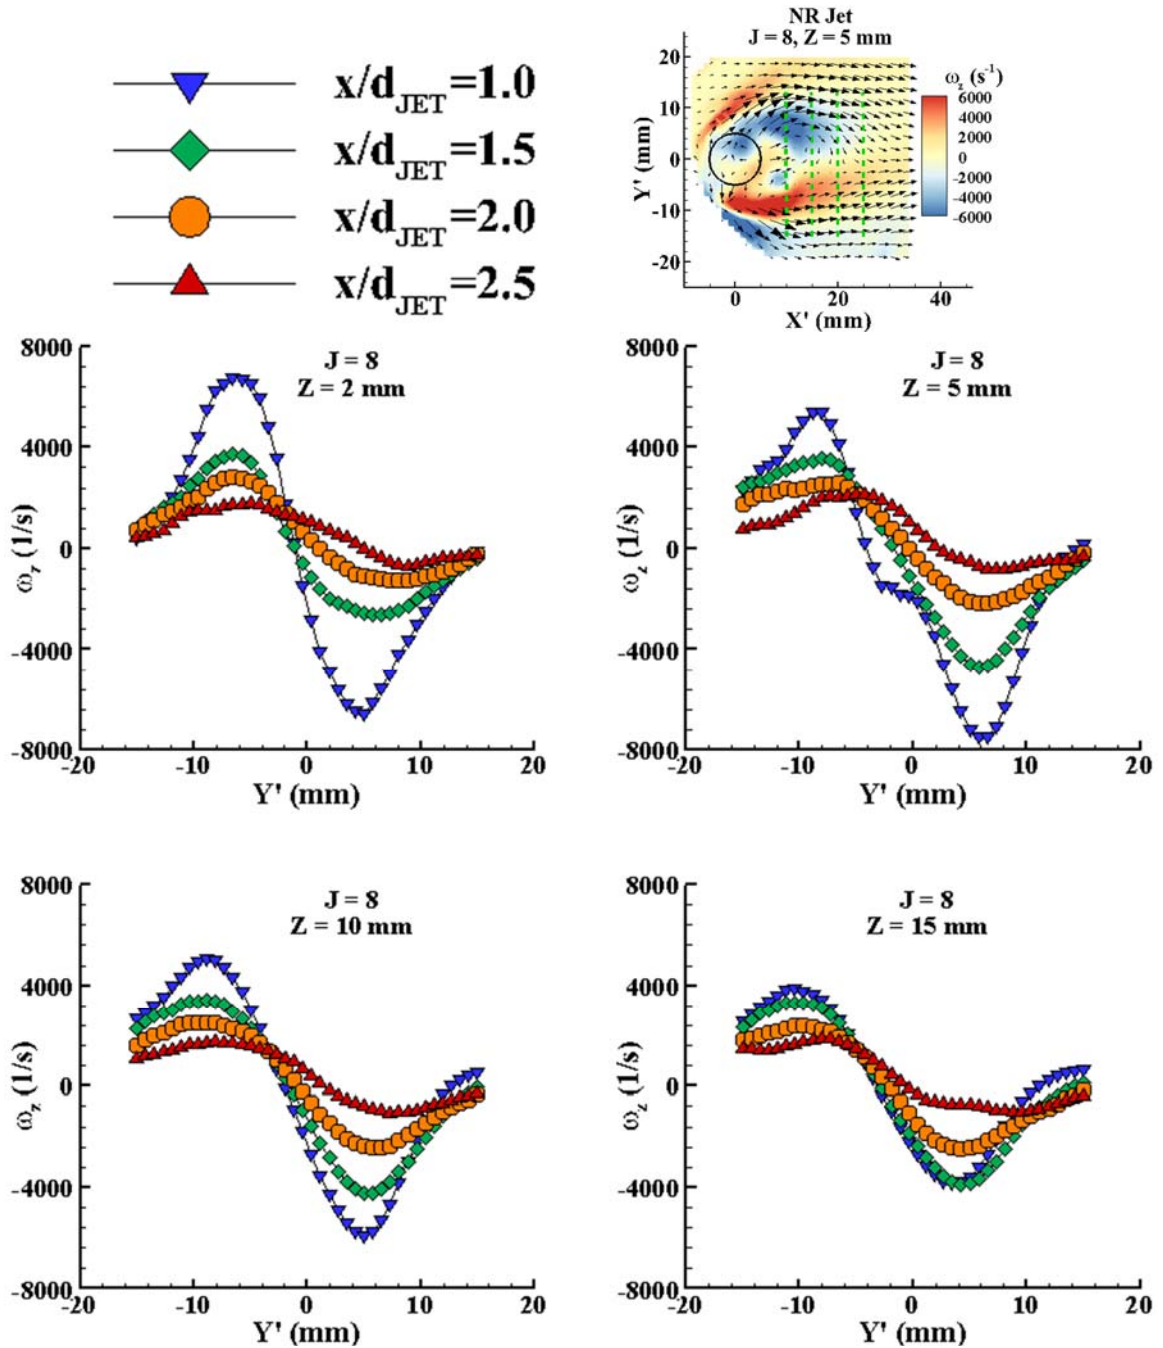 x/dJET=1.0
x/dJET=1.5
x/dJET=2.0
x/dJET=2.5
NR Jet
J = 8, Z = 5 mm
20
10
0
-10
-20
Y' (mm)
0
20
40
X' (mm)
ωz (s-1)
6000
4000
2000
0
-2000
-4000
-6000
J = 8
Z = 2 mm
8000
4000
0
-4000
-8000
ωz (1/s)
-20
-10
0
10
20
Y' (mm)
J = 8
Z = 5 mm
8000
4000
0
-4000
-8000
ωz (1/s)
-20
-10
0
10
20
Y' (mm)
J = 8
Z = 10 mm
8000
4000
0
-4000
-8000
ωz (1/s)
-20
-10
0
10
20
Y' (mm)
J = 8
Z = 15 mm
8000
4000
0
-4000
-8000
ωz (1/s)
-20
-10
0
10
20
Y' (mm)